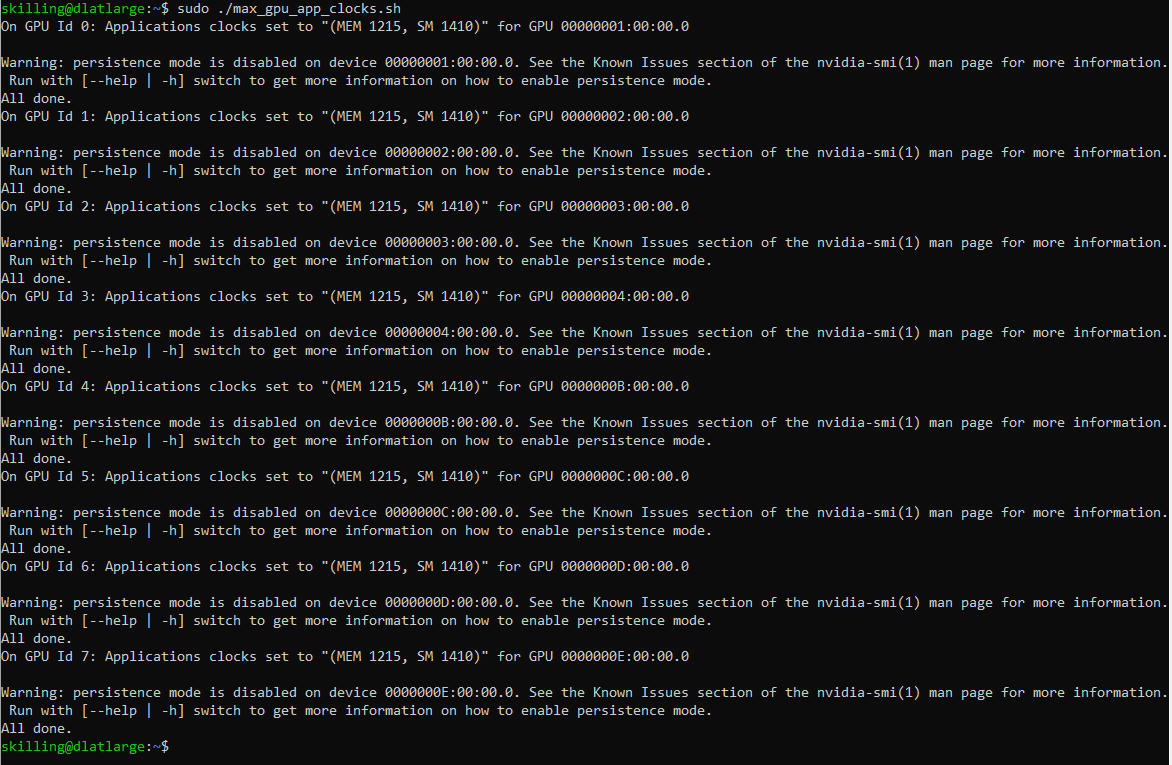 skilling@dlatlarge:~$ sudo ./max_gpu_app_clocks.sh
On GPU Id 0: Applications clocks set to "(MEM 1215, SM 1410)" for GPU 00000001:00:00.0
Warning: persistence mode is disabled on device 00000001:00:00.0. See the Known Issues section of the nvidia-smi(1) man page for more information.
 Run with [--help | -h] switch to get more information on how to enable persistence mode.
All done.
On GPU Id 1: Applications clocks set to "(MEM 1215, SM 1410)" for GPU 00000002:00:00.0
Warning: persistence mode is disabled on device 00000002:00:00.0. See the Known Issues section of the nvidia-smi(1) man page for more information.
 Run with [--help | -h] switch to get more information on how to enable persistence mode.
All done.
On GPU Id 2: Applications clocks set to "(MEM 1215, SM 1410)" for GPU 00000003:00:00.0
Warning: persistence mode is disabled on device 00000003:00:00.0. See the Known Issues section of the nvidia-smi(1) man page for more information.
 Run with [--help | -h] switch to get more information on how to enable persistence mode.
All done.
On GPU Id 3: Applications clocks set to "(MEM 1215, SM 1410)" for GPU 00000004:00:00.0
Warning: persistence mode is disabled on device 00000004:00:00.0. See the Known Issues section of the nvidia-smi(1) man page for more information.
 Run with [--help | -h] switch to get more information on how to enable persistence mode.
All done.
On GPU Id 4: Applications clocks set to "(MEM 1215, SM 1410)" for GPU 0000000B:00:00.0
Warning: persistence mode is disabled on device 0000000B:00:00.0. See the Known Issues section of the nvidia-smi(1) man page for more information.
 Run with [--help | -h] switch to get more information on how to enable persistence mode.
All done.
On GPU Id 5: Applications clocks set to "(MEM 1215, SM 1410)" for GPU 0000000C:00:00.0
Warning: persistence mode is disabled on device 0000000C:00:00.0. See the Known Issues section of the nvidia-smi(1) man page for more information.
 Run with [--help | -h] switch to get more information on how to enable persistence mode.
All done.
On GPU Id 6: Applications clocks set to "(MEM 1215, SM 1410)" for GPU 0000000D:00:00.0
Warning: persistence mode is disabled on device 0000000D:00:00.0. See the Known Issues section of the nvidia-smi(1) man page for more information.
 Run with [--help | -h] switch to get more information on how to enable persistence mode.
All done.
On GPU Id 7: Applications clocks set to "(MEM 1215, SM 1410)" for GPU 0000000E:00:00.0
Warning: persistence mode is disabled on device 0000000E:00:00.0. See the Known Issues section of the nvidia-smi(1) man page for more information.
 Run with [--help | -h] switch to get more information on how to enable persistence mode.
All done.
skilling@dlatlarge:~$